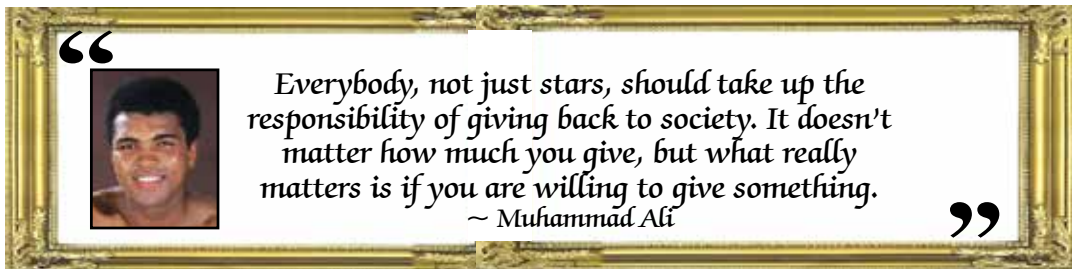 “
Everybody, not just stars, should take up the
responsibility of giving back to society. It doesn't
matter how much you give, but what really
matters is if you are willing to give something.
~ Muhammad Ali
”